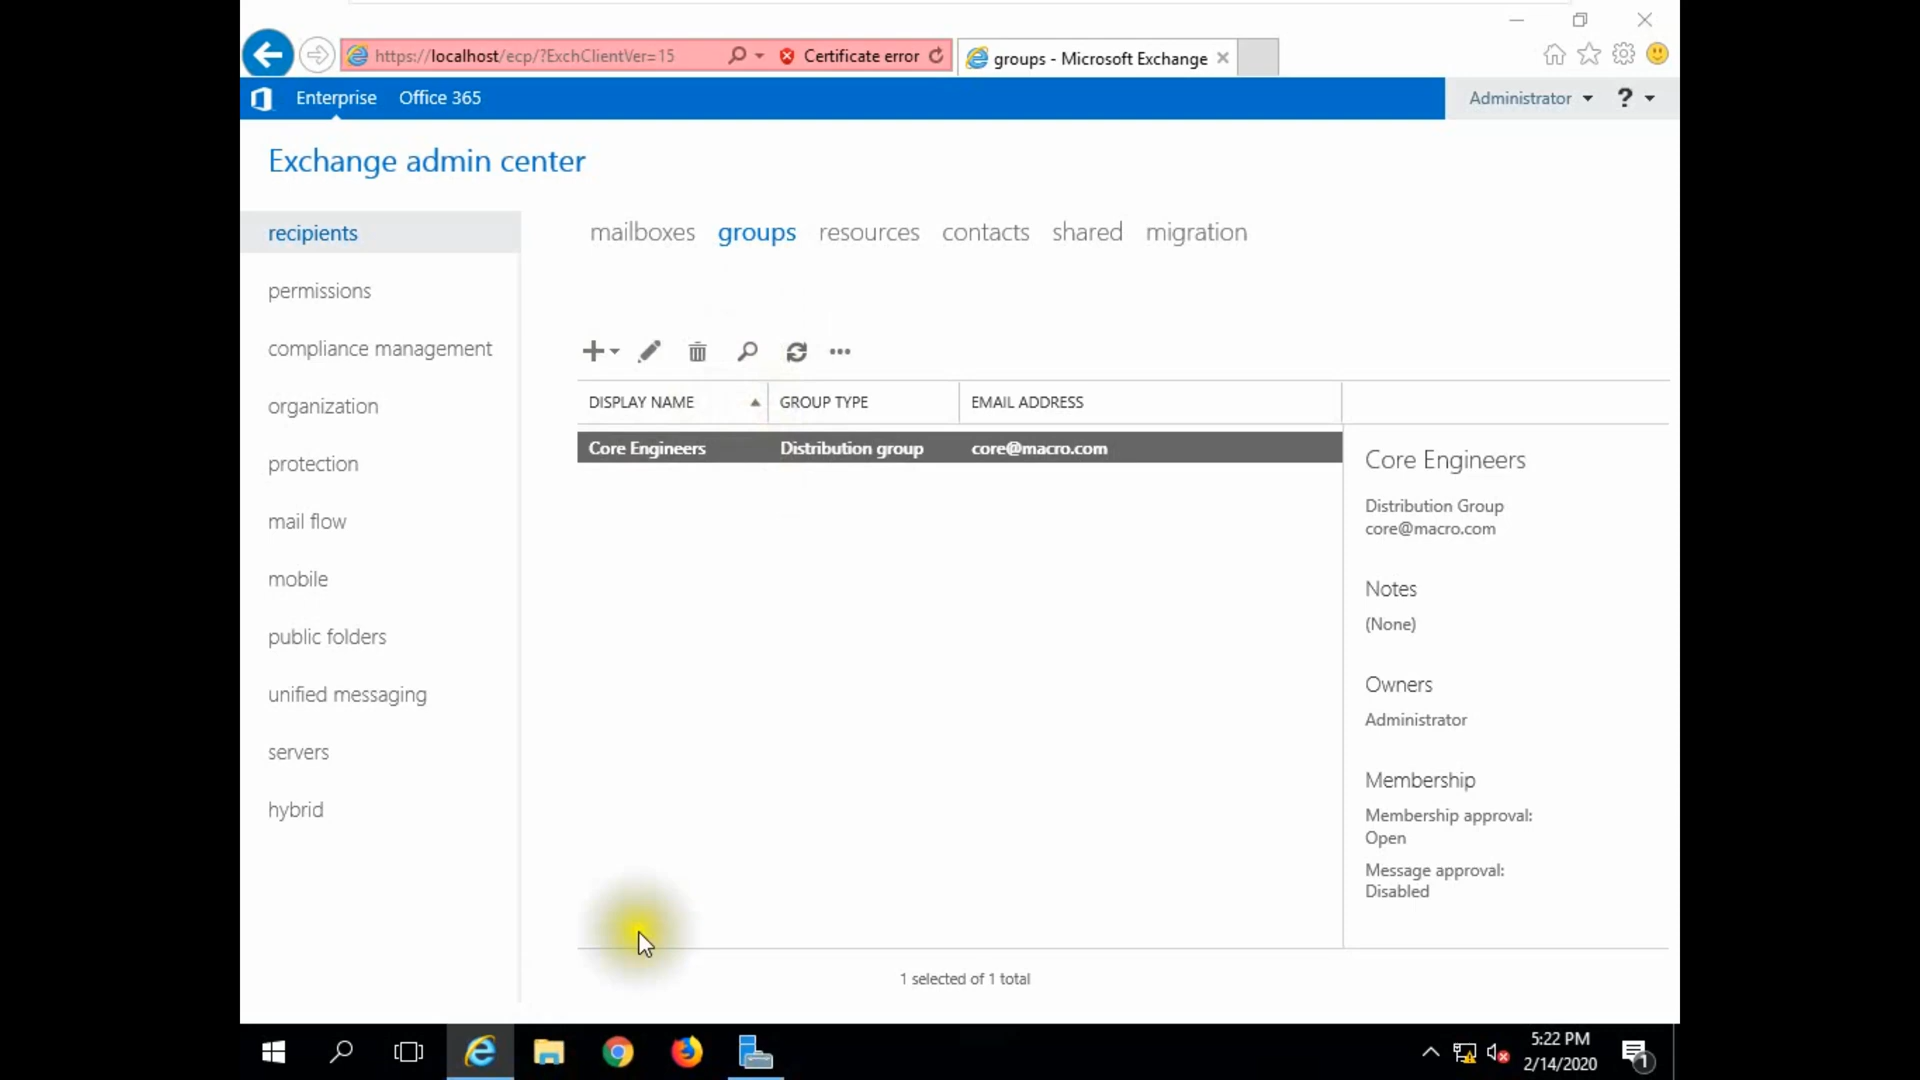 https://localhost/ecp/?ExchClientVer=15
Certificate error
groups - Microsoft Exchange
Enterprise
Office 365
Administrator
?
Exchange admin center
recipients
permissions
compliance management
organization
protection
mail flow
mobile
public folders
unified messaging
servers
hybrid
mailboxes
groups
resources
contacts
shared
migration
DISPLAY NAME
GROUP TYPE
EMAIL ADDRESS
Core Engineers
Distribution group
core@macro.com
Core Engineers
Distribution Group
core@macro.com
Notes
(None)
Owners
Administrator
Membership
Membership approval:
Open
Message approval:
Disabled
1 selected of 1 total
5:22 PM
2/14/2020
1